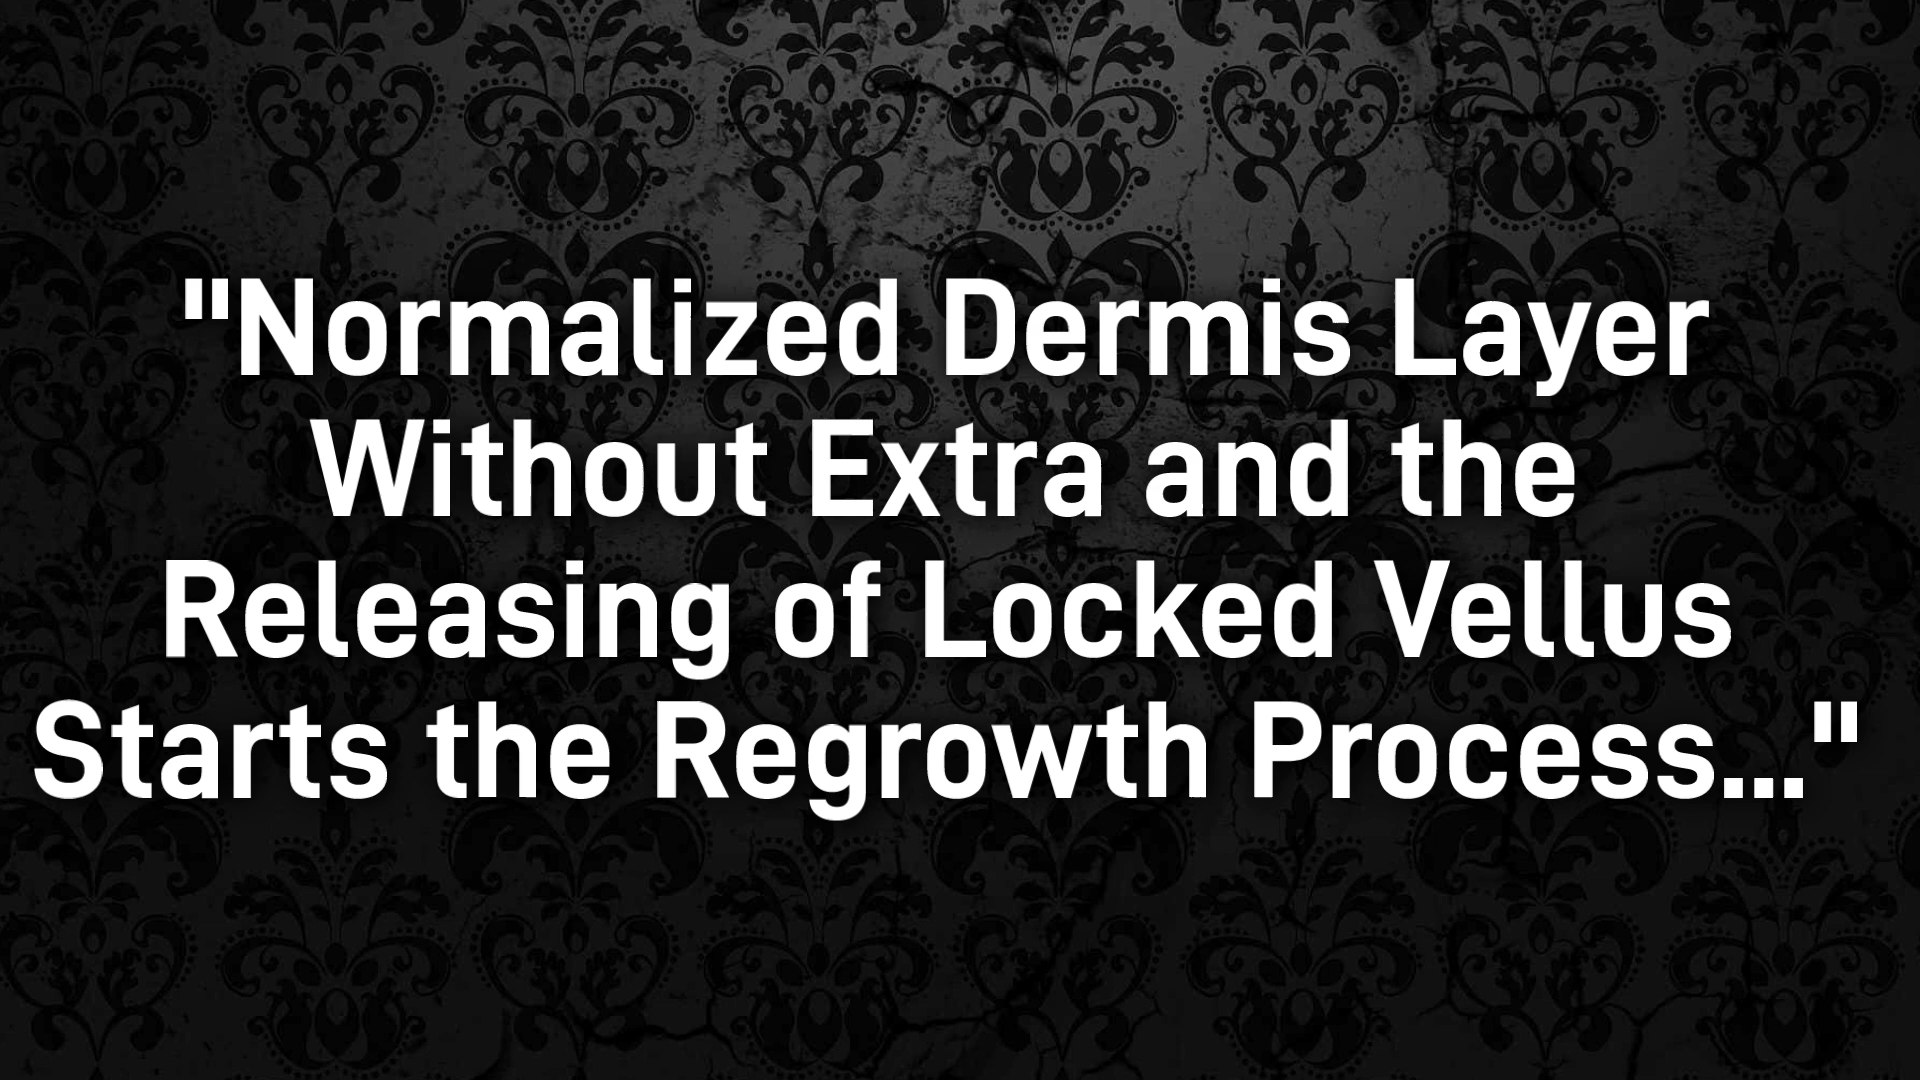 "Normalized Dermis Layer
Without Extra and the
Releasing of Locked Vellus
Starts the Regrowth Process..."